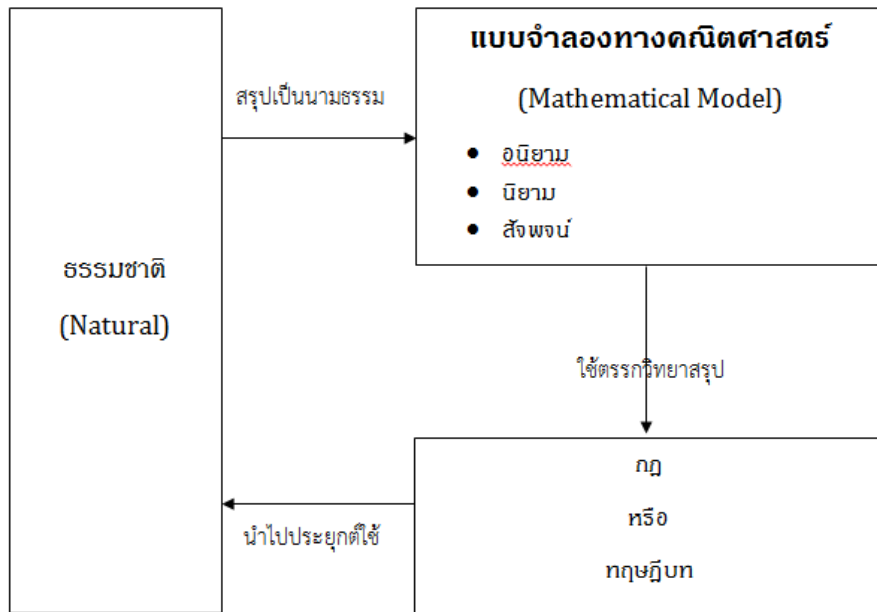 แบบจำลองทางคณิตศาสตร์
(Mathematical Model)
• อนิยาม
• นิยาม
• สัจพจน์
สรุปเป็นนามธรรม
ธรรมชาติ
(Natural)
ใช้ตรรกวิทยาสรุป
กฎ
หรือ
ทฤษฎีบท
นำไปประยุกต์ใช้